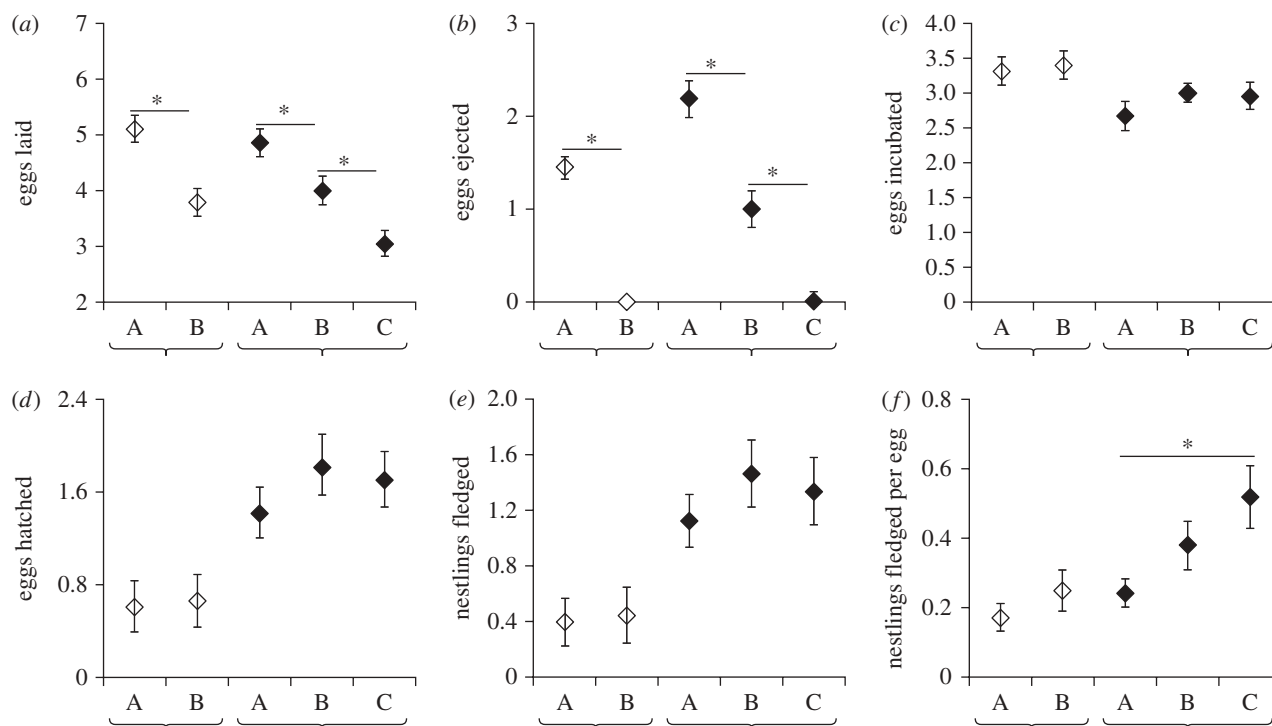 (a)
7
6
5
4
3
2
eggs laid
*
*
*
A B A B C
(b)
3
2
1
0
eggs ejected
*
*
*
A B A B C
(c)
4.0
3.5
3.0
2.5
2.0
1.5
1.0
0.5
0
eggs incubated
A B A B C
(d)
2.4
1.6
0.8
0
eggs hatched
A B A B C
(e)
2.0
1.6
1.2
0.8
0.4
0
nestlings fledged
A B A B C
(f)
0.8
0.6
0.4
0.2
0
nestlings fledged per egg
*
A B A B C